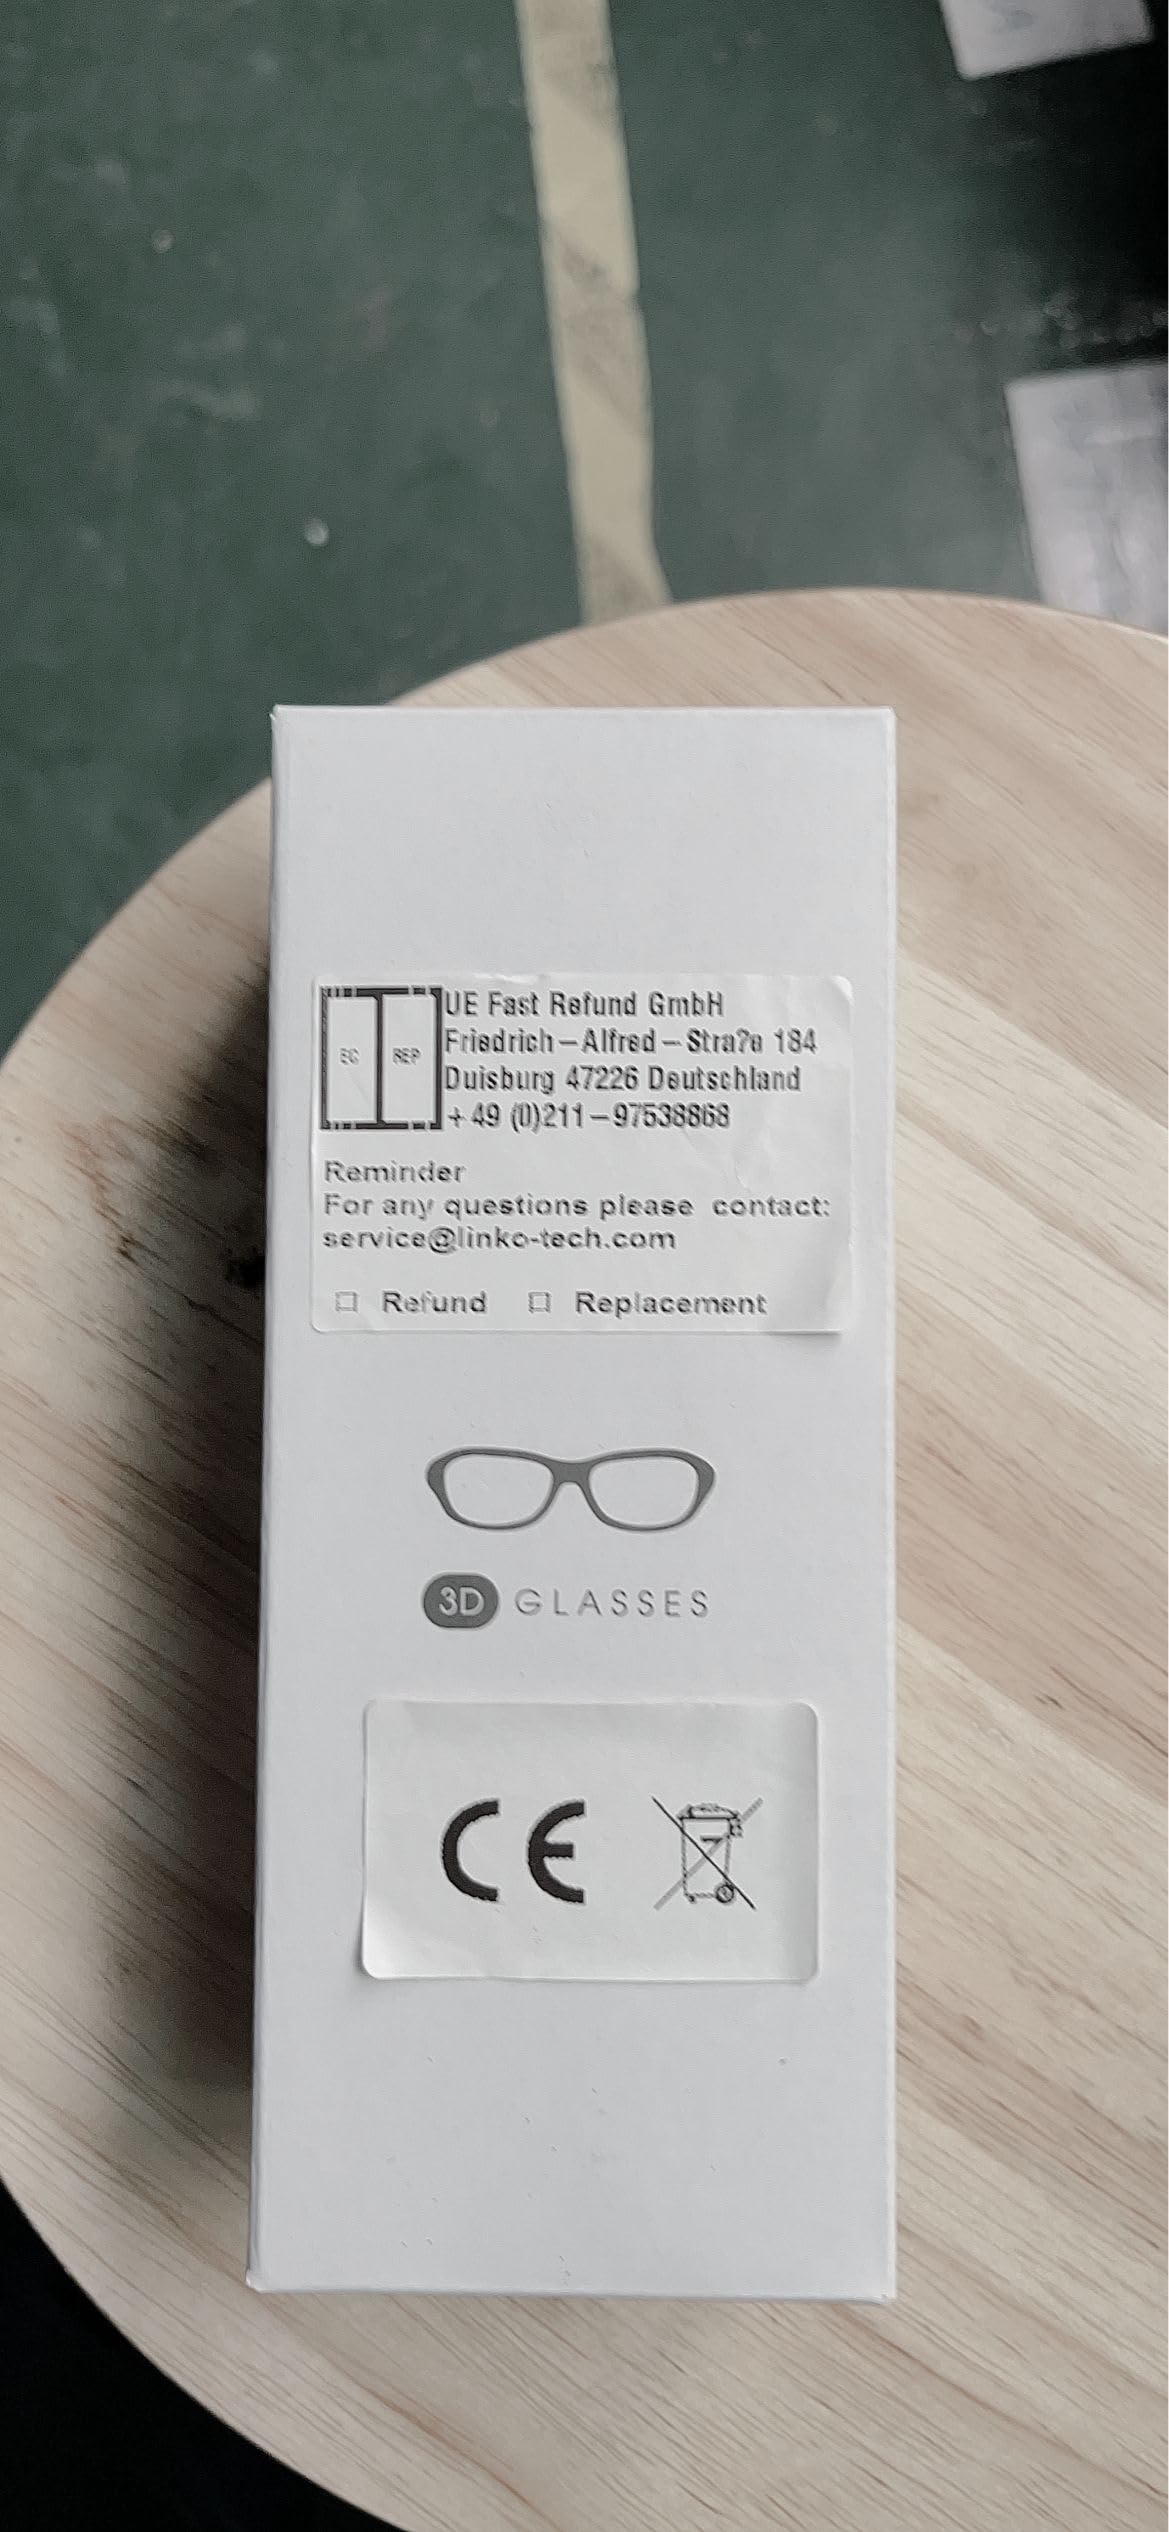 EC REP
UE Fast Refund GmbH
Friedrich-Alfred-Stra?e 184
Duisburg 47226 Deutschland
+49 (0)211-97538868
Reminder
For any questions please contact:
service@linko-tech.com
□ Refund □ Replacement
3D GLASSES
CE